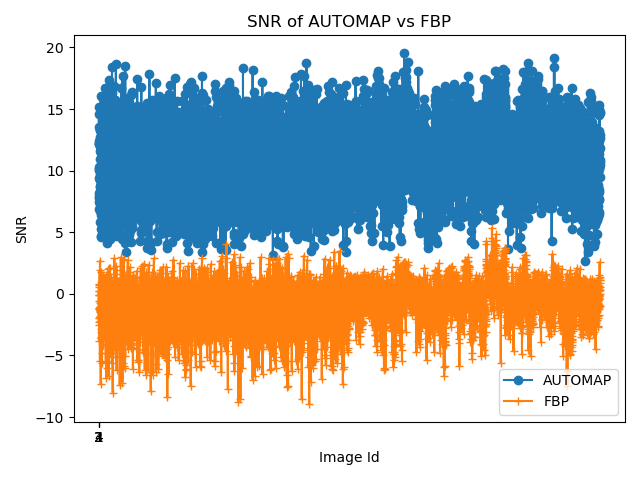 SNR of AUTOMAP vs FBP
20
15
10
5
0
−5
−10
SNR
Image Id
AUTOMAP
FBP